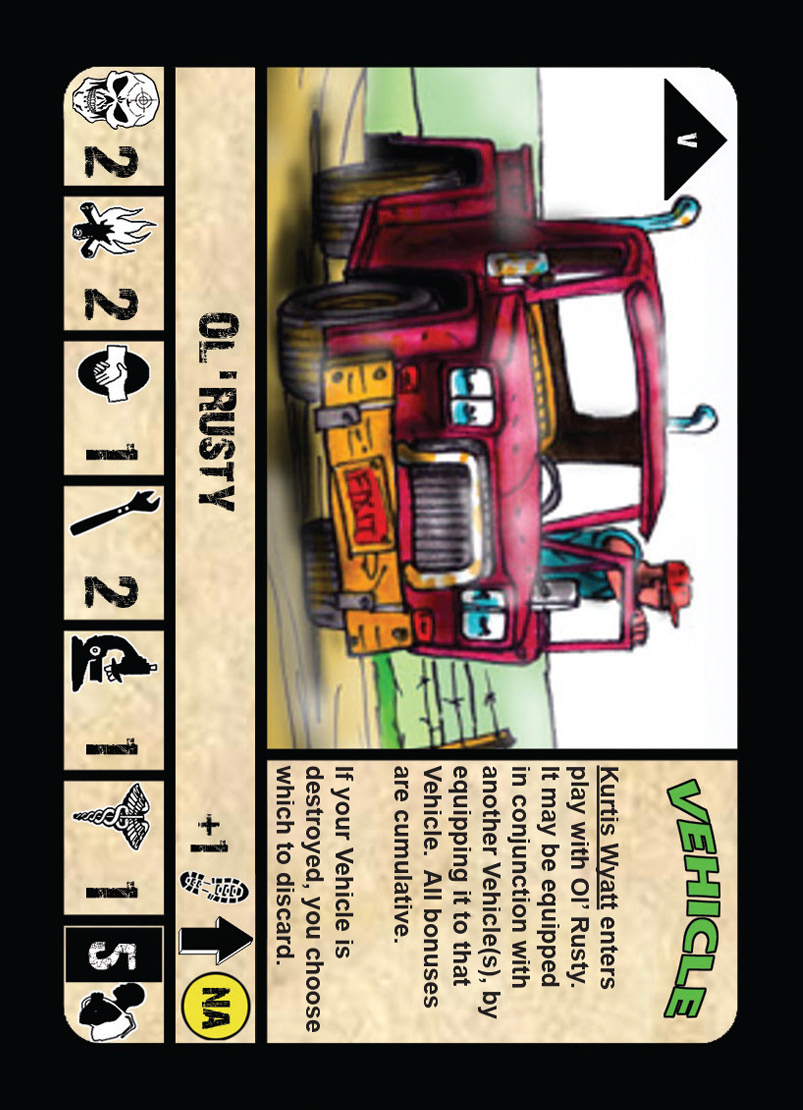 V
VEHICLE
Kurtis Wyatt enters
play with Ol' Rusty.
It may be equipped
in conjunction with
another Vehicle(s), by
equipping it to that
Vehicle. All bonuses
are cumulative.
If your Vehicle is
destroyed, you choose
which to discard.
FIXIT
OL' RUSTY
+1
NA
2
2
1
2
1
1
5